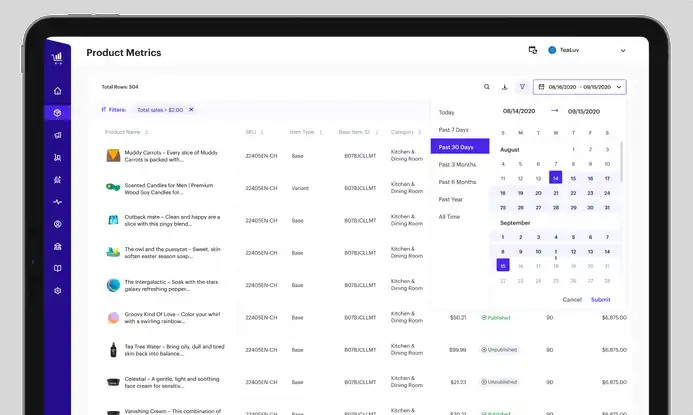 Product Metrics
TeaLuv
Total Rows: 504
08/16/2020 - 09/15/2020
Filters:
Total sales > $2.00 ✕
Today
Past 7 Days
Past 30 Days
Past 3 Months
Past 6 Months
Past Year
All Time
08/14/2020 → 09/15/2020
S M T W T F S
August
1 2 3
4 5 6 7 8 9 10
11 12 13 14 15 16 17
18 19 20 21 22 23 24
25 26 27 28 29 30 31
September
1 2 3 4 5 6 7
8 9 10 11 12 13 14
15 16 17 18 19 20 21
22 23 24 25 26 27 28
Cancel Submit
Product Name SKU Item Type Base Item ID Category
Muddy Carrots – Every slice of Muddy
Carrots is packed with...
22405EN-CH Base B07BJCLLMT Kitchen &
Dining Room
Scented Candles for Men | Premium
Wood Soy Candles for...
22405EN-CH Variant B07BJCLLMT Kitchen &
Dining Room
Outback mate – Clean and happy are a
slice with this pingy blend...
22405EN-CH Base B07BJCLLMT Kitchen &
Dining Room
The owl and the pussycat – Sweet, skin
soften easter season soap...
22405EN-CH Base B07BJCLLMT Kitchen &
Dining Room
The Intergalactic – Soak with the stars
galaxy refreshing pepper...
22405EN-CH Base B07BJCLLMT Kitchen &
Dining Room
Groovy Kind Of Love – Color your whirl
with a swirling rainbow...
22405EN-CH Base B07BJCLLMT Kitchen &
Dining Room
$50.21 Published 90 $6,875.00
Tea Tree Water – Bring oily, dull and tired
skin back into balance...
22405EN-CH Base B07BJCLLMT Kitchen &
Dining Room
$99.99 Unpublished 90 $6,875.00
Celestial – A gentle, light and soothing
face cream for sensitiv...
22405EN-CH Base B07BJCLLMT Kitchen &
Dining Room
$21.23 Unpublished 90 $6,875.00
Vanishing Cream – This combination of
22405EN-CH Base B07BJCLLMT Kitchen &
$30.21 Published 90 $6,875.00